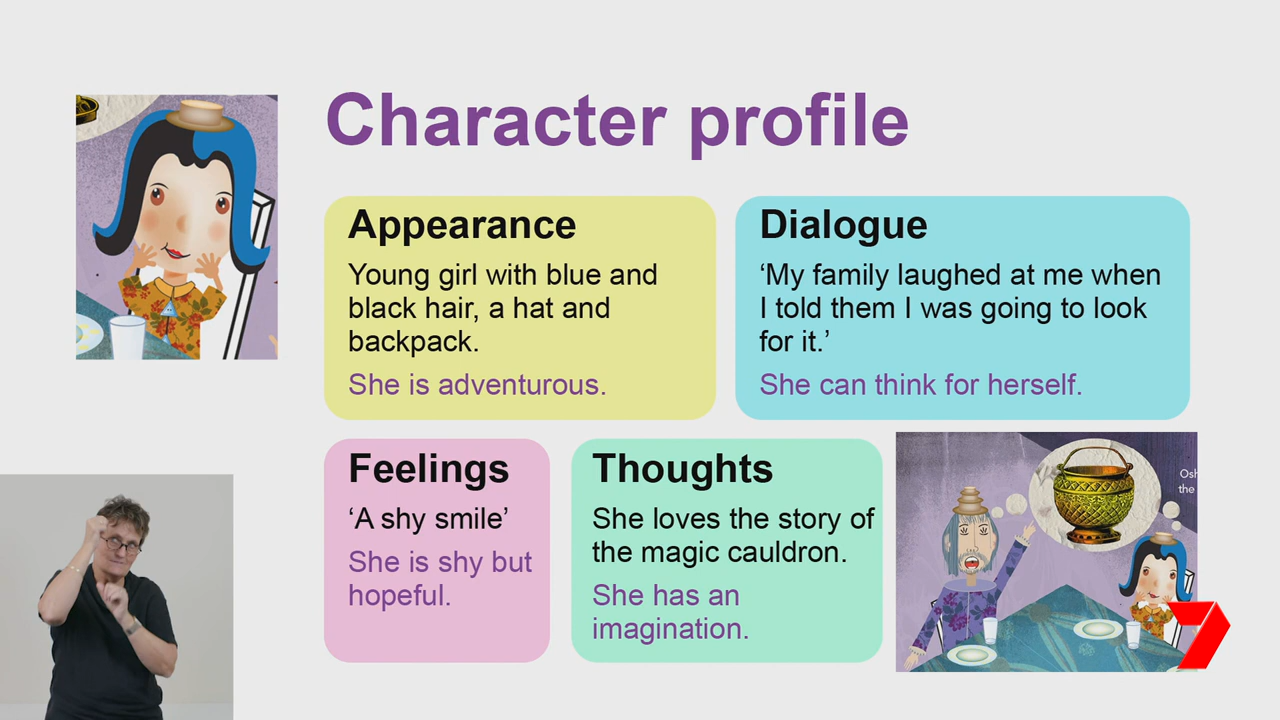 Character profile
Appearance
Young girl with blue and
black hair, a hat and
backpack.
She is adventurous.
Dialogue
‘My family laughed at me when
I told them I was going to look
for it.’
She can think for herself.
Feelings
‘A shy smile’
She is shy but
hopeful.
Thoughts
She loves the story of
the magic cauldron.
She has an
imagination.
the
7